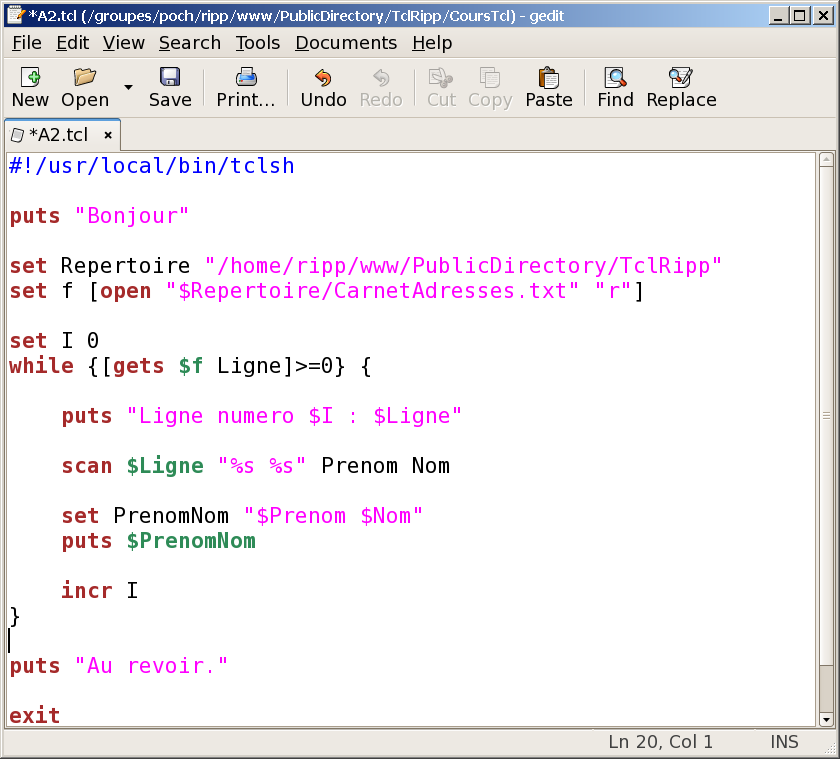 *A2.tcl (/groupes/poch/ripp/www/PublicDirectory/TclRipp/CoursTcl) - gedit
File Edit View Search Tools Documents Help
New Open Save Print... Undo Redo Cut Copy Paste Find Replace
*A2.tcl
#!/usr/local/bin/tclsh
puts "Bonjour"
set Repertoire "/home/ripp/www/PublicDirectory/TclRipp"
set f [open "$Repertoire/CarnetAdresses.txt" "r"]
set I 0
while {[gets $f Ligne]>=0} {
puts "Ligne numero $I : $Ligne"
scan $Ligne "%s %s" Prenom Nom
set PrenomNom "$Prenom $Nom"
puts $PrenomNom
incr I
}
puts "Au revoir."
exit
Ln 20, Col 1 INS